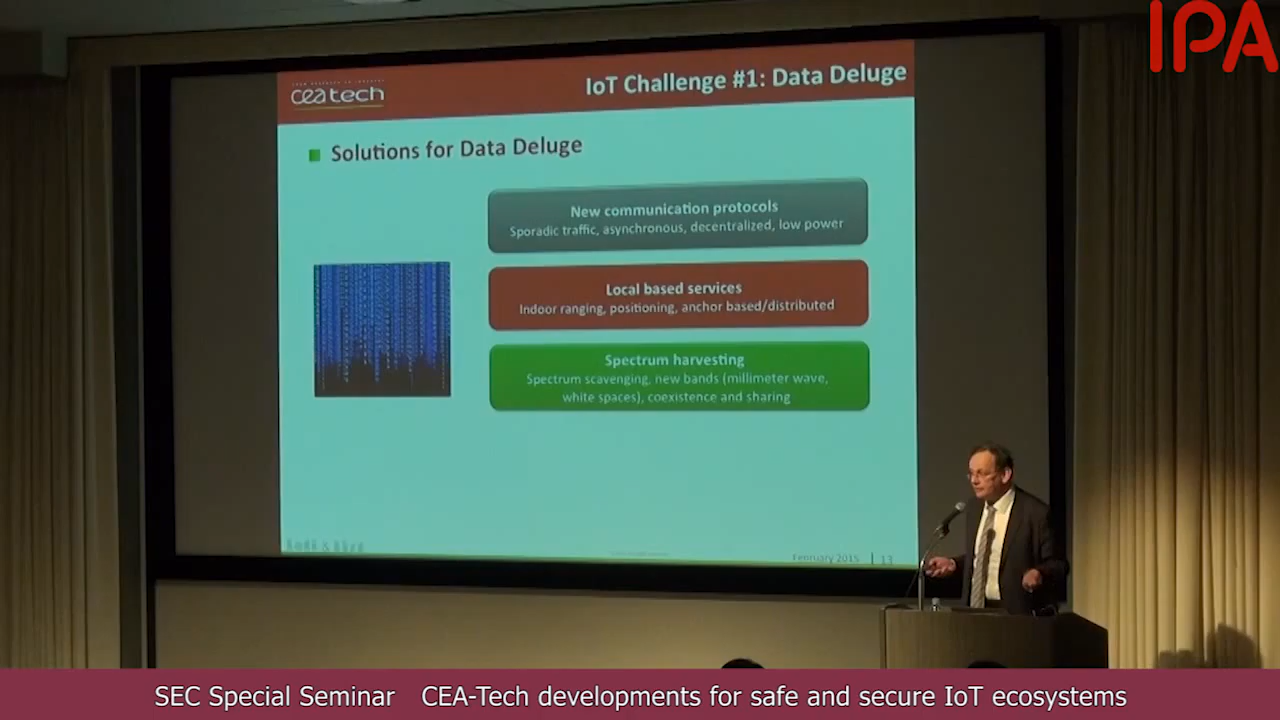 IPA
ceatech
IoT Challenge #1: Data Deluge
Solutions for Data Deluge
New communication protocols
Sporadic traffic, asynchronous, decentralized, low power
Local based services
Indoor ranging, positioning, anchor based/distributed
Spectrum harvesting
Spectrum scavenging, new bands (millimeter wave,
white spaces), coexistence and sharing
February 2015 | 13
SEC Special Seminar CEA-Tech developments for safe and secure IoT ecosystems